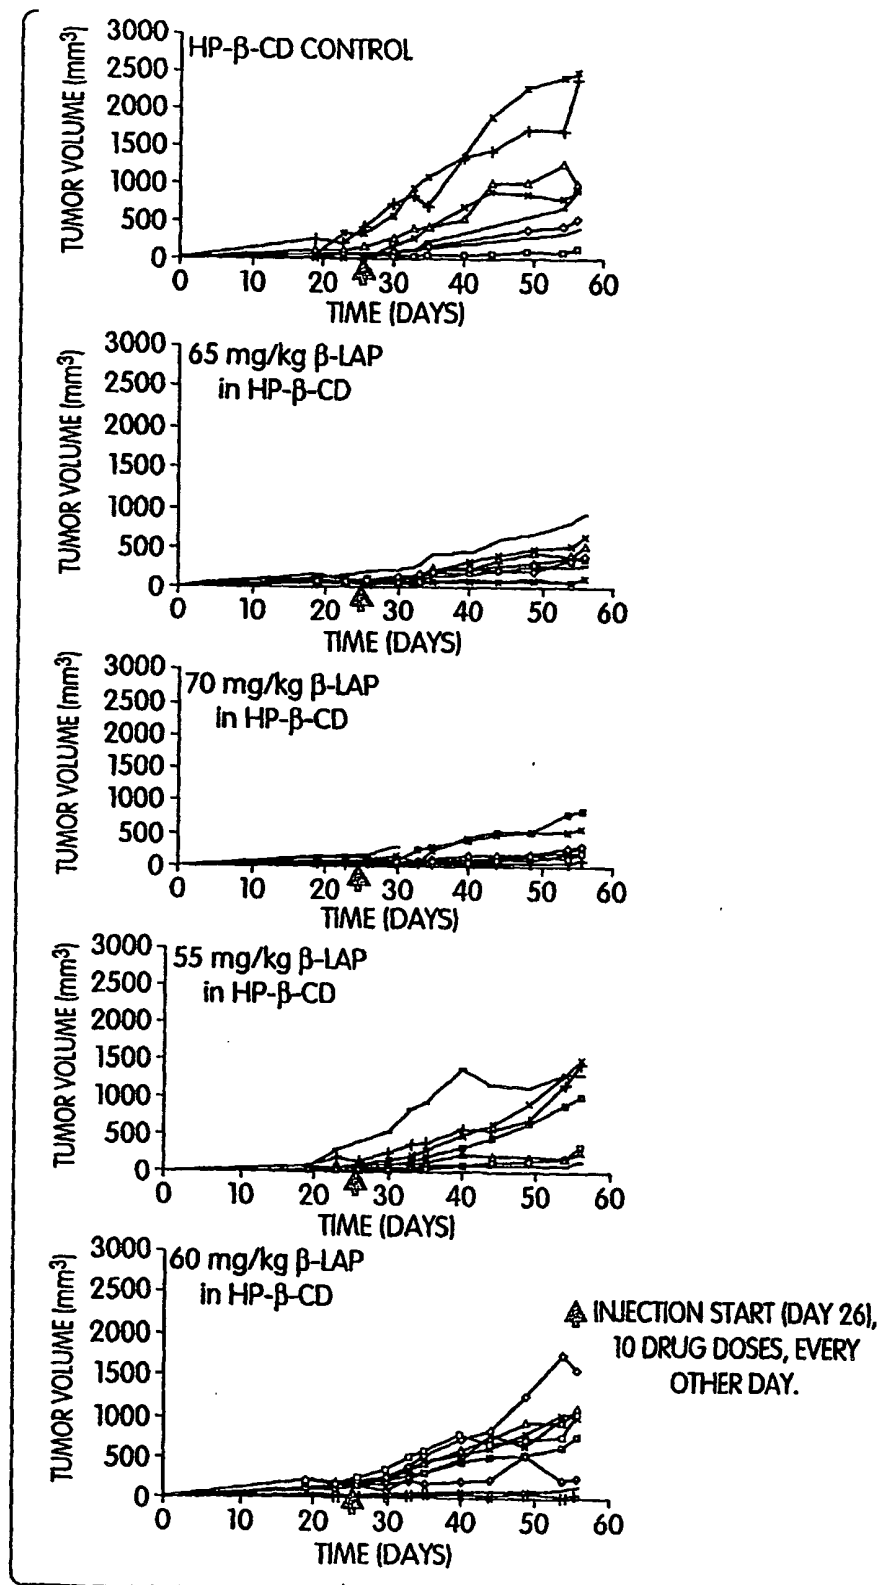 3000
2500
2000
1500
1000
500
0
TUMOR VOLUME (mm³)
HP-β-CD CONTROL
0 10 20 30 40 50 60
TIME (DAYS)
3000
2500
2000
1500
1000
500
0
TUMOR VOLUME (mm³)
65 mg/kg β-LAP
in HP-β-CD
0 10 20 30 40 50 60
TIME (DAYS)
3000
2500
2000
1500
1000
500
0
TUMOR VOLUME (mm³)
70 mg/kg β-LAP
in HP-β-CD
0 10 20 30 40 50 60
TIME (DAYS)
3000
2500
2000
1500
1000
500
0
TUMOR VOLUME (mm³)
55 mg/kg β-LAP
in HP-β-CD
0 10 20 30 40 50 60
TIME (DAYS)
3000
2500
2000
1500
1000
500
0
TUMOR VOLUME (mm³)
60 mg/kg β-LAP
in HP-β-CD
0 10 20 30 40 50 60
TIME (DAYS)
INJECTION START (DAY 26),
10 DRUG DOSES, EVERY
OTHER DAY.